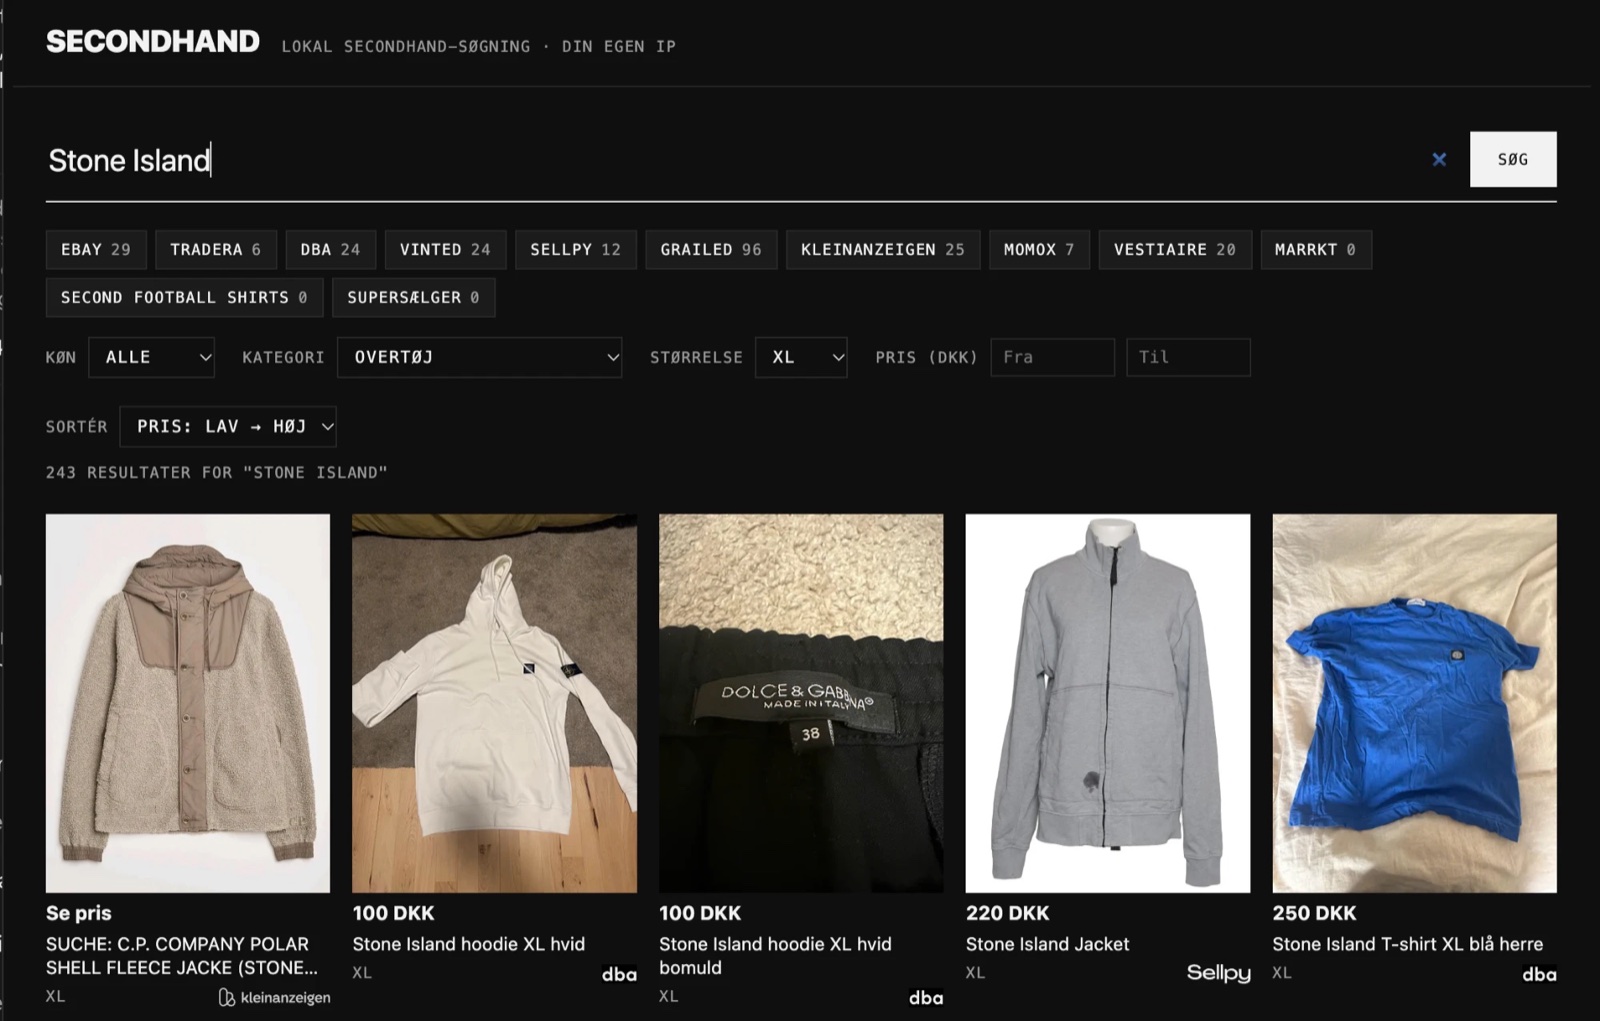 SECONDHAND LOKAL SECONDHAND-SØGNING · DIN EGEN IP
Stone Island × SØG
EBAY 29 TRADERA 6 DBA 24 VINTED 24 SELLPY 12 GRAILED 96 KLEINANZEIGEN 25 MOMOX 7 VESTIAIRE 20 MARRKT 0
SECOND FOOTBALL SHIRTS 0 SUPERSÆLGER 0
KØN ALLE KATEGORI OVERTØJ STØRRELSE XL PRIS (DKK) Fra Til
SORTÉR PRIS: LAV → HØJ
243 RESULTATER FOR "STONE ISLAND"
Se pris
SUCHE: C.P. COMPANY POLAR
SHELL FLEECE JACKE (STONE...
XL kleinanzeigen
100 DKK
Stone Island hoodie XL hvid
XL dba
DOLCE & GABBANA®
MADE IN ITALY
38
100 DKK
Stone Island hoodie XL hvid
bomuld
XL dba
220 DKK
Stone Island Jacket
XL Sellpy
250 DKK
Stone Island T-shirt XL blå herre
XL dba